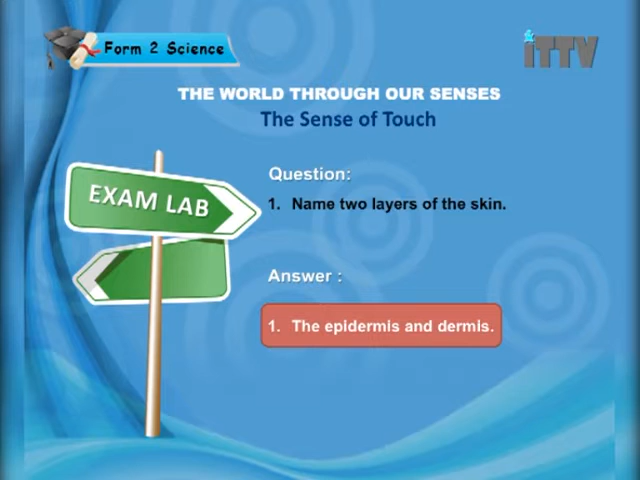 Form 2 Science
iTTV
THE WORLD THROUGH OUR SENSES
The Sense of Touch
EXAM LAB
Question:
1. Name two layers of the skin.
Answer :
1. The epidermis and dermis.